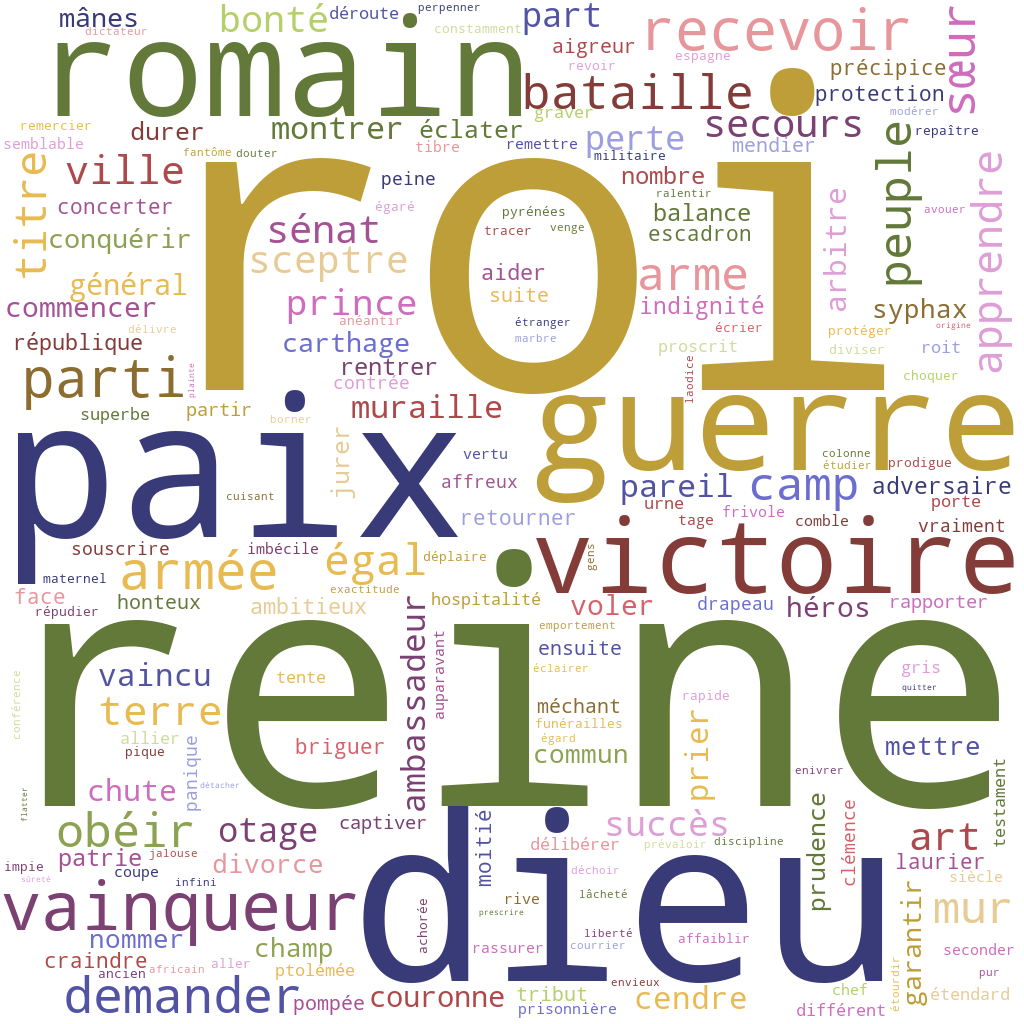 mânes
bonté
déroute
perpenner
part
recevoir
sœur
dictateur
constamment
aigreur
revoir
espagne
précipice
romain
bataille
protection
graver
modérer
remercier
durer
montrer
éclater
secours
repaître
semblable
tibre
remettre
perte
mendier
fantôme
douter
militaire
titre
ville
peine
nombre
peuple
apprendre
ralentir
roi
concerter
égaré
pyrénées
balance
arbitre
avouer
sénat
tracer
venge
escadron
conquérir
sceptre
aider
arme
général
suite
commencer
prince
indignité
syphax
anéantir
étranger
écrier
origine
délivre
protéger
république
carthage
marbre
proscrit
diviser
roit
rentrer
laodice
parti
plainte
contrée
choquer
superbe
partir
muraille
guerre
borner
paix
jurer
vertu
colonne
étudier
prodigue
affreux
pareil
camp
adversaire
cuisant
urne
porte
retourner
frivole
tage
comble
vraiment
souscrire
imbécile
égal
déplaire
gens
victoire
maternel
armée
exactitude
face
honteux
ambitieux
hospitalité
voler
drapeau
héros
rapporter
répudier
ambassadeur
auparavant
emportement
reine
ensuite
conférence
vaincu
tente
éclairer
gris
quitter
terre
méchant
rapide
funérailles
prier
allier
égard
pique
panique
briguer
commun
mettre
enivrer
flatter
chute
détacher
testament
obéir
otage
captiver
moitié
succès
prudence
clémence
art
délibérer
prévaloir
discipline
patrie
jalouse
divorce
laurier
impie
coupe
déchoir
siècle
sûreté
infini
dieu
vainqueur
achorée
rive
lâcheté
garantir
mur
prescrire
liberté
nommer
champ
rassurer
courrier
affaiblir
seconder
craindre
ancien
africain
aller
ptolémée
étourdir
pur
demander
pompée
couronne
tribut
envieux
cendre
chef
étendard
prisonnière
différent